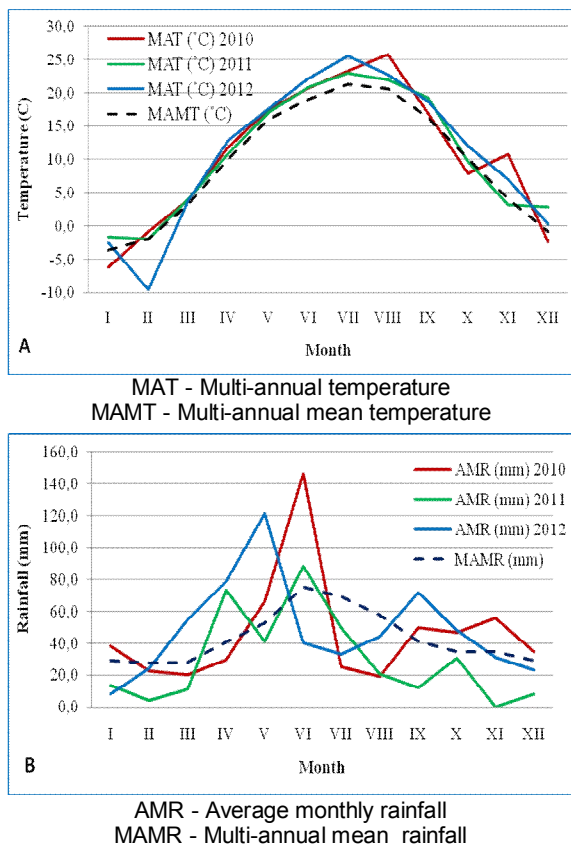 30,0
25,0
20,0
15,0
10,0
5,0
0,0
-5,0
-10,0
Temperature (C)
MAT (˚C) 2010
MAT (˚C) 2011
MAT (˚C) 2012
MAMT (˚C)
I II III IV V VI VII VIII IX X XI XII
Month
A
MAT - Multi-annual temperature
MAMT - Multi-annual mean temperature
160,0
140,0
120,0
100,0
80,0
60,0
40,0
20,0
0,0
Rainfall (mm)
AMR (mm) 2010
AMR (mm) 2011
AMR (mm) 2012
MAMR (mm)
I II III IV V VI VII VIII IX X XI XII
Month
B
AMR - Average monthly rainfall
MAMR - Multi-annual mean rainfall